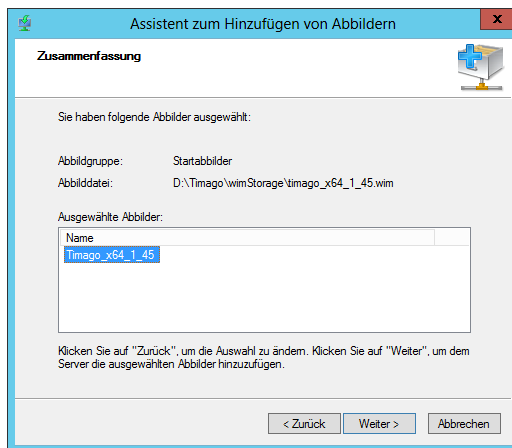 Assistent zum Hinzufügen von Abbildern
x
Zusammenfassung
Sie haben folgende Abbilder ausgewählt:
Abbildgruppe: Startabbilder
Abbilddatei: D:\Timago\wimStorage\timago_x64_1_45.wim
Ausgewählte Abbilder:
Name
Timago_x64_1_45
Klicken Sie auf "Zurück", um die Auswahl zu ändern. Klicken Sie auf "Weiter", um dem
Server die ausgewählten Abbilder hinzuzufügen.
< Zurück Weiter > Abbrechen